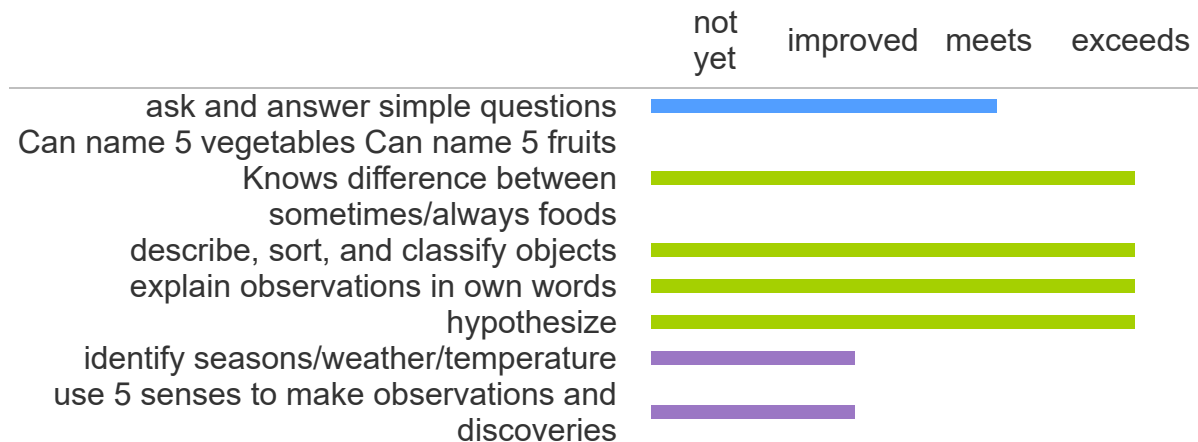 not
yet
improved
meets
exceeds
ask and answer simple questions
Can name 5 vegetables Can name 5 fruits
Knows difference between
sometimes/always foods
describe, sort, and classify objects
explain observations in own words
hypothesize
identify seasons/weather/temperature
use 5 senses to make observations and
discoveries